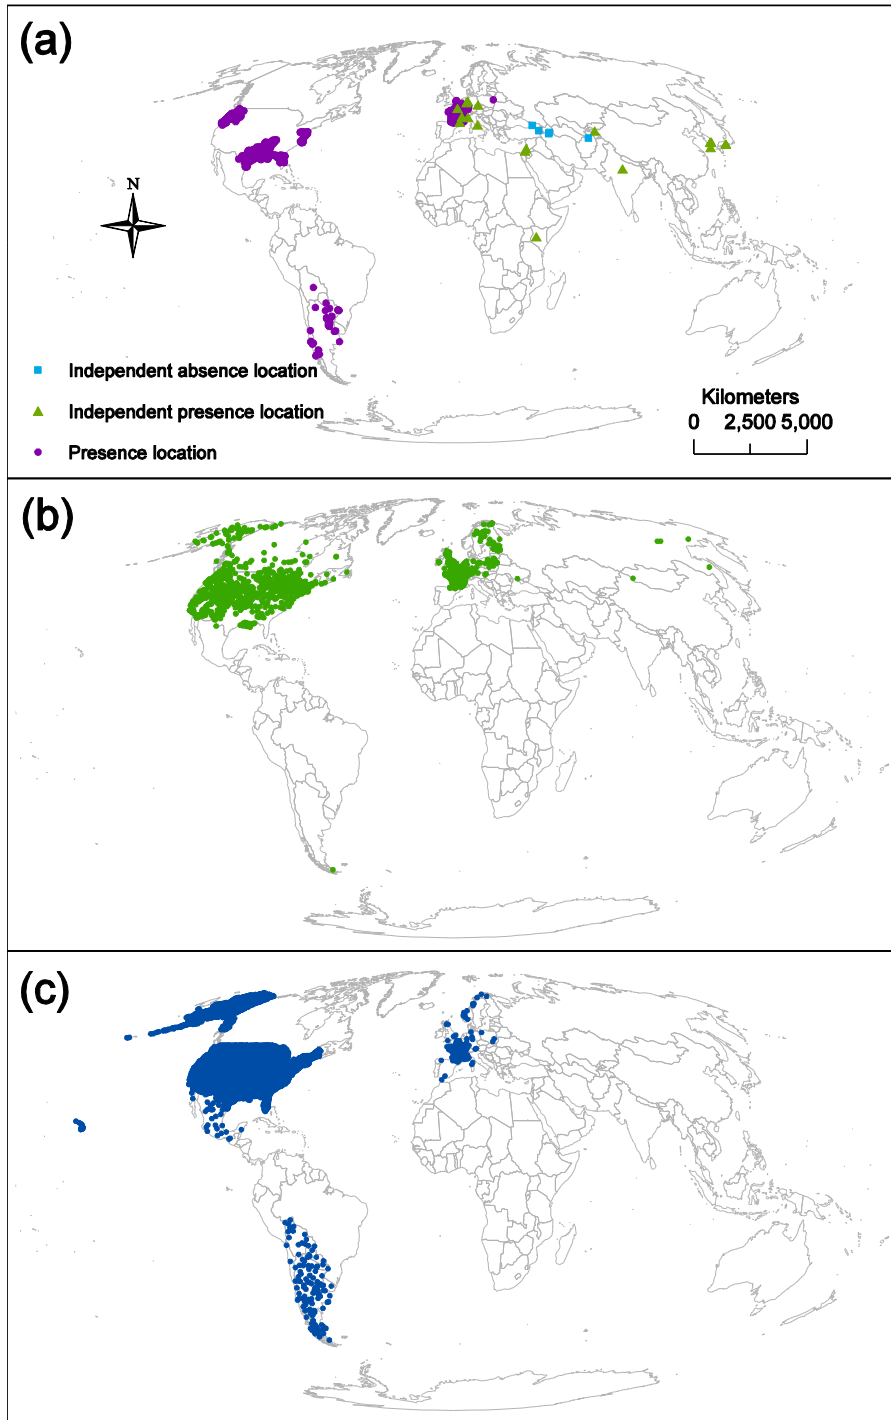 (a)
N
Independent absence location
Independent presence location
Presence location
Kilometers
0 2,500 5,000
(b)
(c)